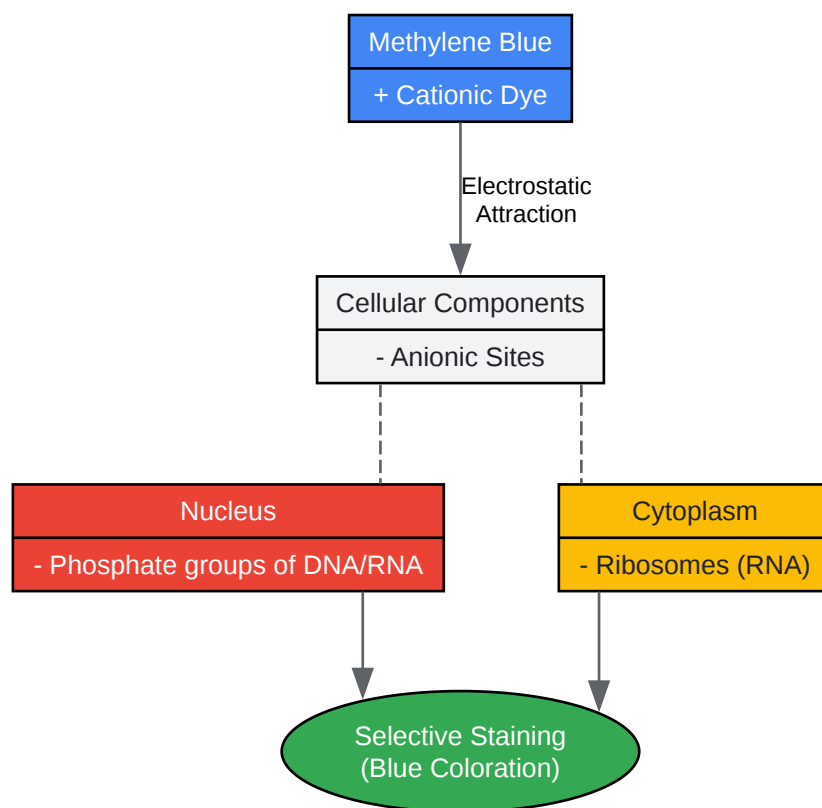 Methylene Blue
+ Cationic Dye
Electrostatic
Attraction
Cellular Components
- Anionic Sites
Nucleus
- Phosphate groups of DNA/RNA
Cytoplasm
- Ribosomes (RNA)
Selective Staining
(Blue Coloration)